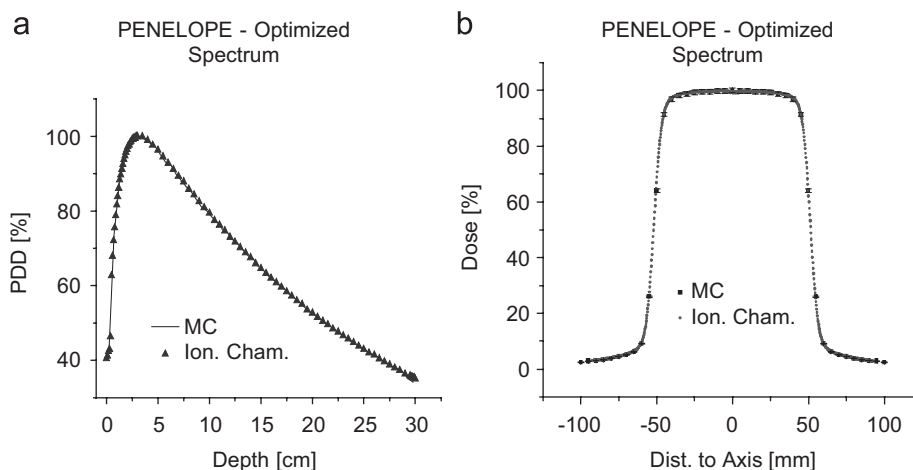 a
PENELOPE - Optimized
Spectrum
PDD [%]
100
80
60
40
MC
Ion. Cham.
0 5 10 15 20 25 30
Depth [cm]
b
PENELOPE - Optimized
Spectrum
Dose [%]
100
80
60
40
20
0
MC
Ion. Cham.
-100 -50 0 50 100
Dist. to Axis [mm]